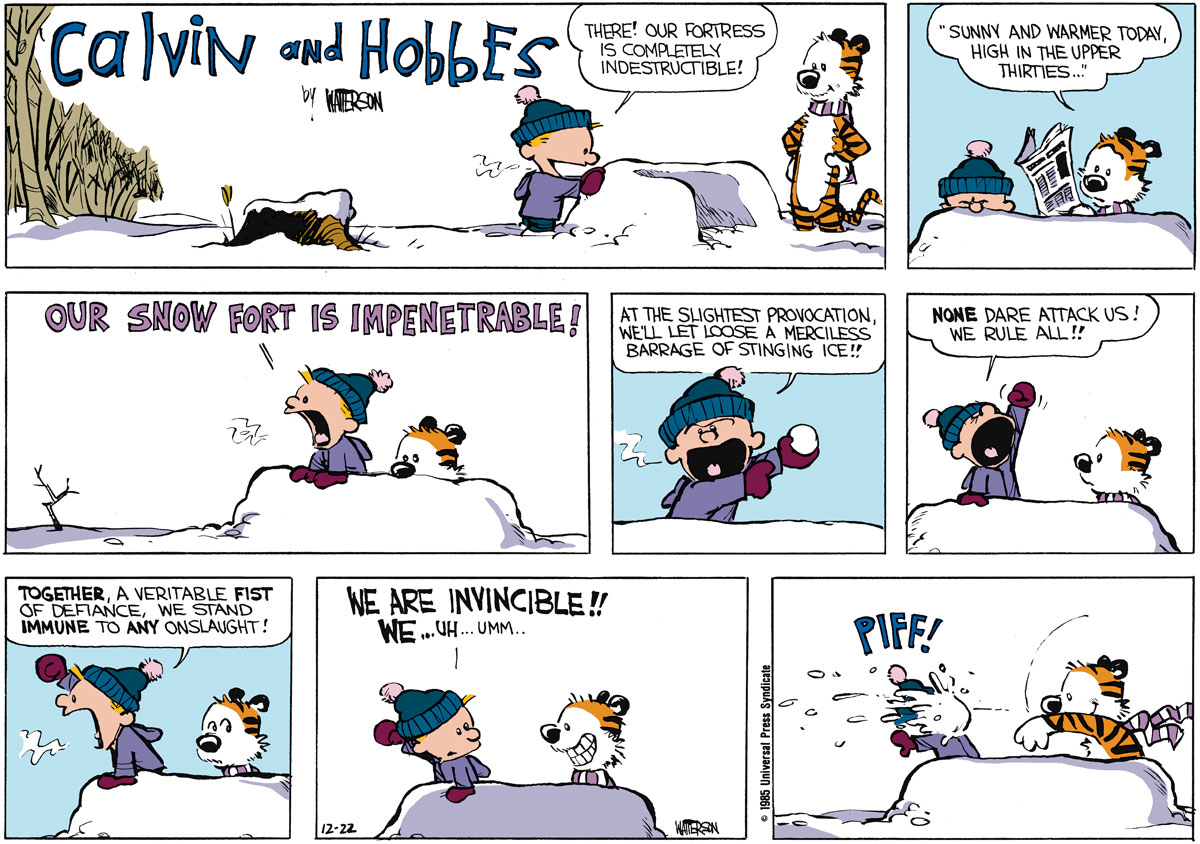 Calvin and Hobbes
by WATTERSON
THERE! OUR FORTRESS
IS COMPLETELY
INDESTRUCTIBLE!
"SUNNY AND WARMER TODAY,
HIGH IN THE UPPER
THIRTIES..."
OUR SNOW FORT IS IMPENETRABLE!
AT THE SLIGHTEST PROVOCATION,
WE'LL LET LOOSE A MERCILESS
BARRAGE OF STINGING ICE!!
NONE DARE ATTACK US!
WE RULE ALL!!
TOGETHER, A VERITABLE FIST
OF DEFIANCE, WE STAND
IMMUNE TO ANY ONSLAUGHT!
WE ARE INVINCIBLE!!
WE...UH...UMM..
12-22
WATTERSON
© 1985 Universal Press Syndicate
PIFF!